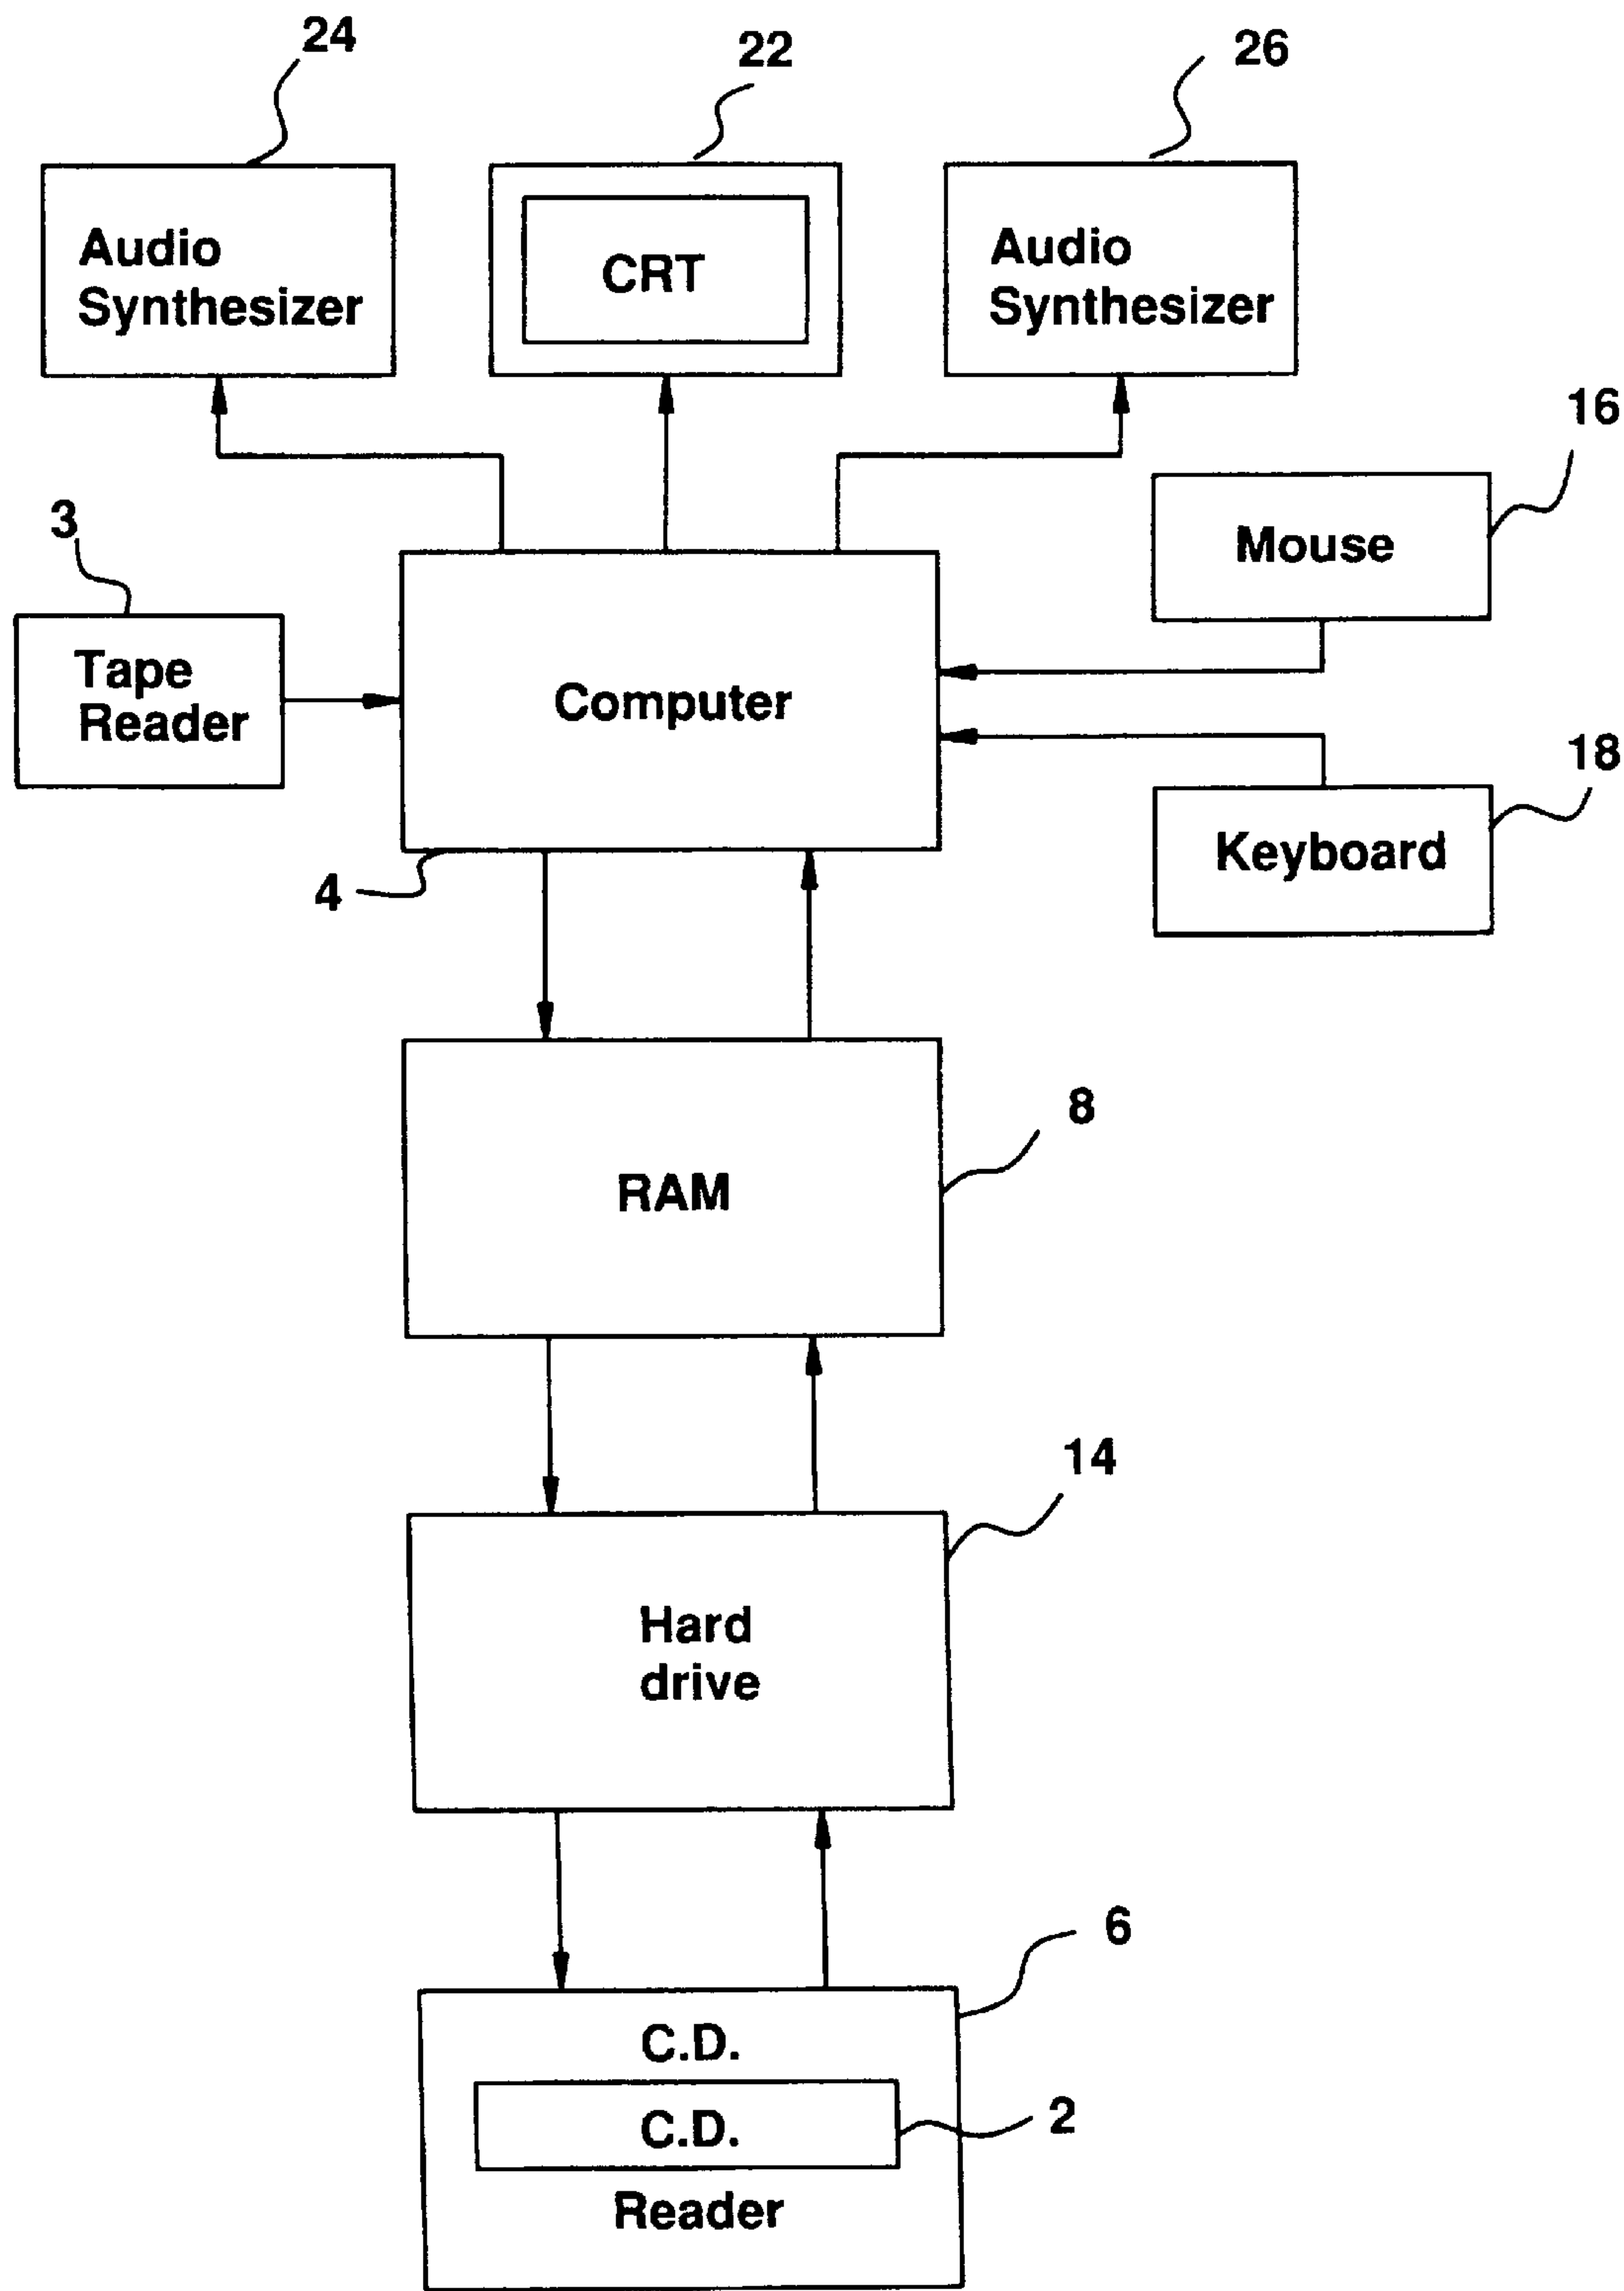 24
22
26
Audio
Synthesizer
CRT
Audio
Synthesizer
16
Mouse
3
Tape
Reader
Computer
18
Keyboard
4
8
RAM
14
Hard
drive
6
C.D.
C.D.
2
Reader